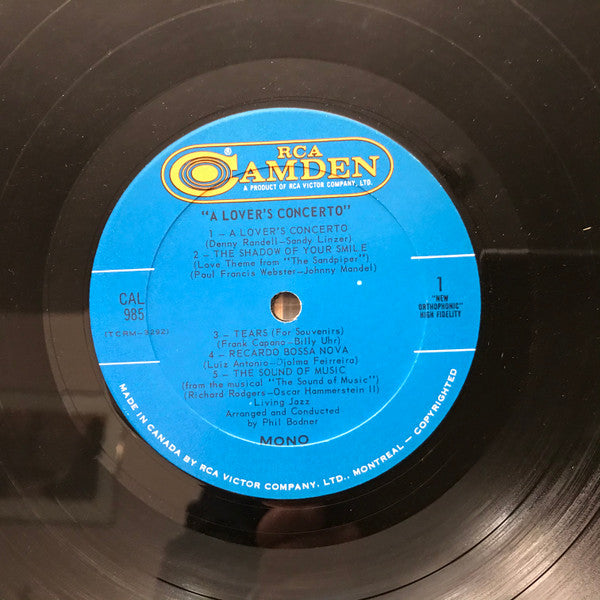 RCA
CAMDEN
®
A PRODUCT OF RCA VICTOR COMPANY, LTD.
"A LOVER'S CONCERTO"
1 — A LOVER'S CONCERTO
(Denny Randell—Sandy Linzer)
2 — THE SHADOW OF YOUR SMILE
(Love Theme from "The Sandpiper")
(Paul Francis Webster—Johnny Mandel)
CAL
985
(TCRM-9292)
1
"NEW
ORTHOPHONIC"
HIGH FIDELITY
3 — TEARS (For Souvenirs)
(Frank Capano—Billy Uhr)
4 — RECARDO BOSSA NOVA
(Luiz Antonio—Djalma Feirreira)
5 — THE SOUND OF MUSIC
(from the musical "The Sound of Music")
(Richard Rodgers—Oscar Hammerstein II)
Living Jazz
Arranged and Conducted
by Phil Bodner
MONO
MADE IN CANADA BY RCA VICTOR COMPANY, LTD., MONTREAL — COPYRIGHTED